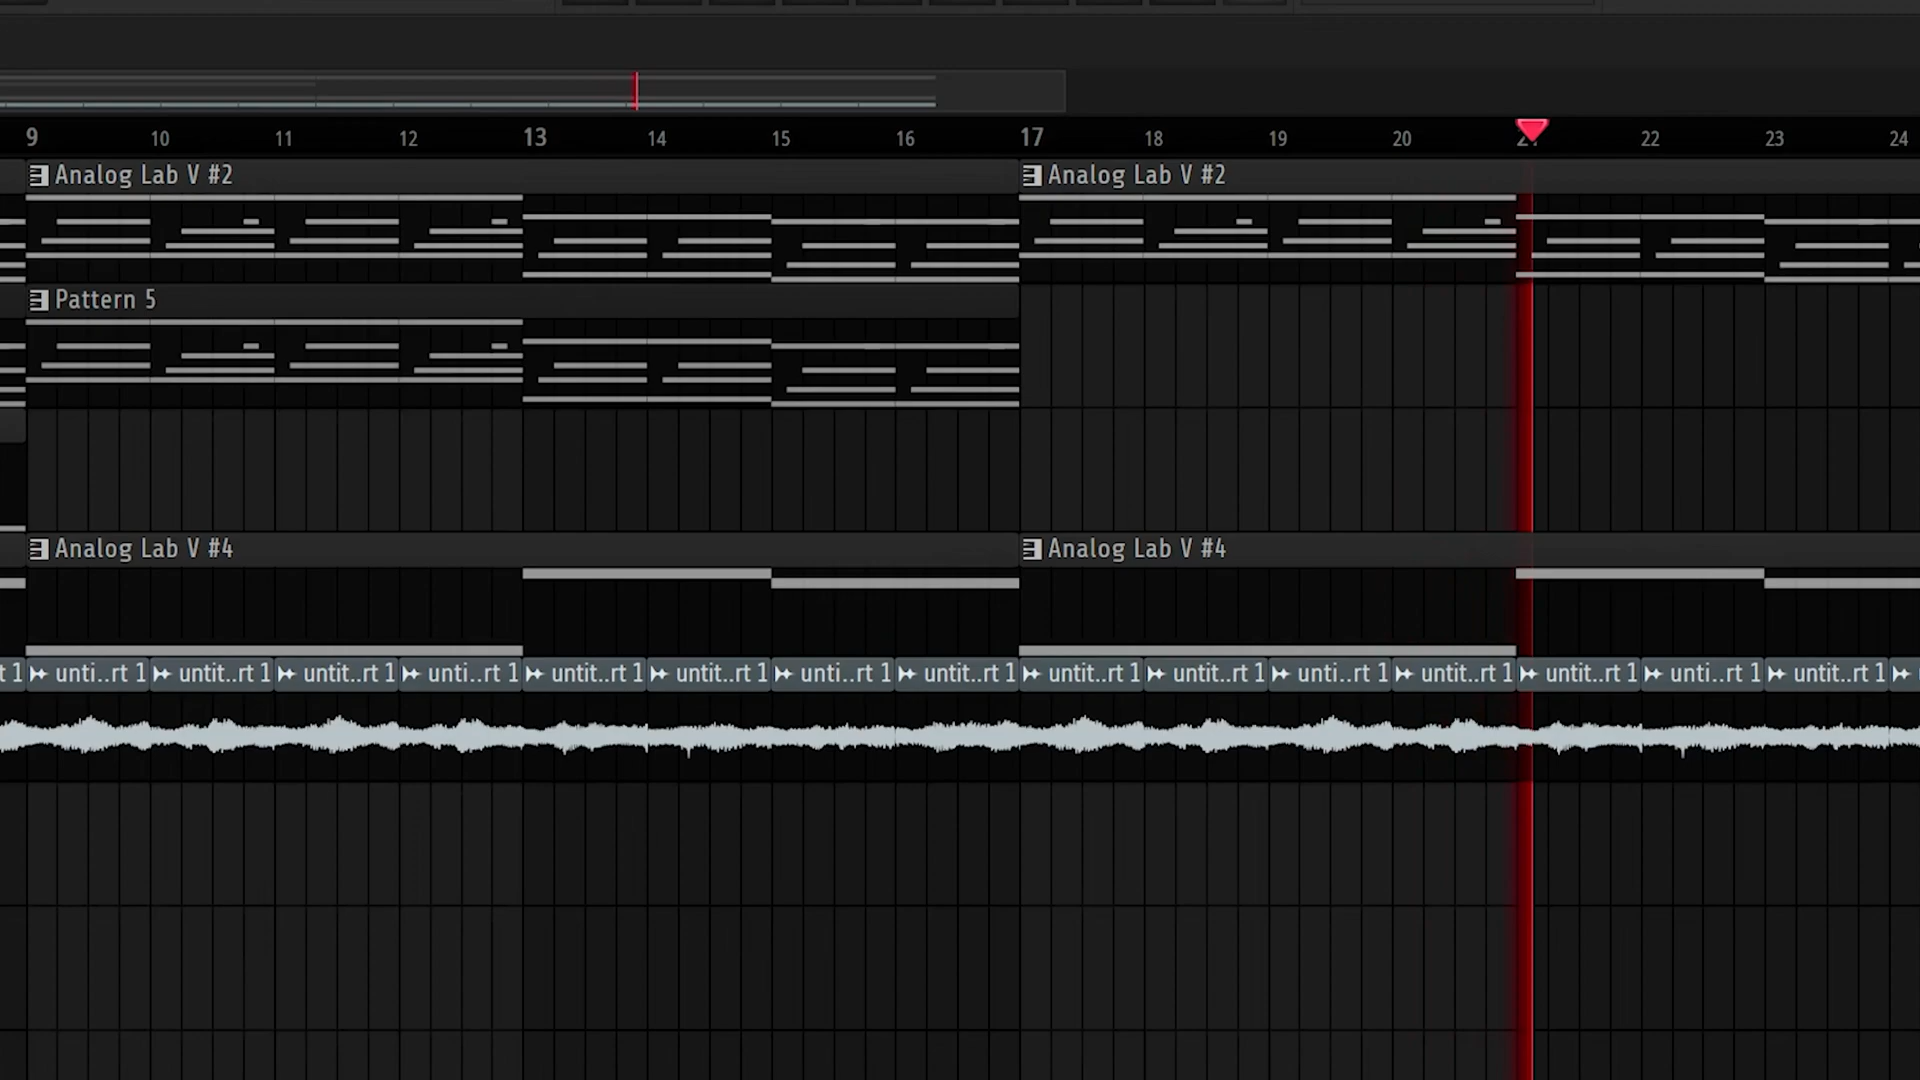 9 10 11 12 13 14 15 16 17 18 19 20 21 22 23 24
Analog Lab V #2 Analog Lab V #2
Pattern 5
Analog Lab V #4 Analog Lab V #4
t 1 unti..rt 1 untit..rt 1 untit..rt 1 unti..rt 1 untit..rt 1 untit..rt 1 unti..rt 1 untit..rt 1 untit..rt 1 untit..rt 1 unti..rt 1 untit..rt 1 untit..rt 1 unti..rt 1 untit..rt 1